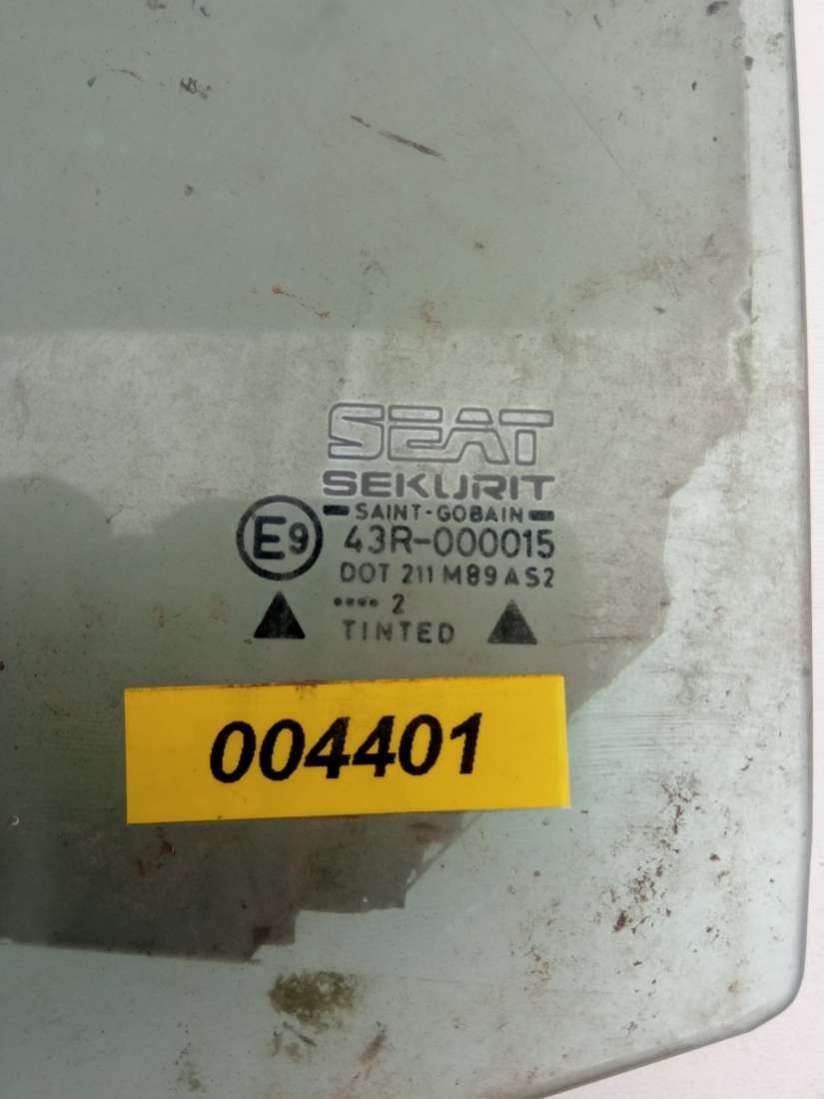 SEAT
SEKURIT
SAINT-GOBAIN
E9 43R-000015
DOT 211 M89 AS2
•••• 2
TINTED
004401